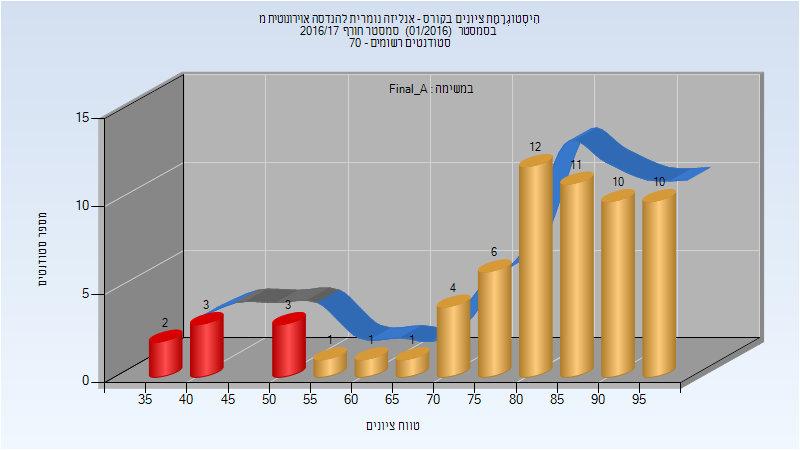 היסטוגרמת ציונים בקורס - אנליזה נומרית להנדסה אוירונוטית מ
בסמסטר (01/2016) סמסטר חורף 2016/17
סטודנטים רשומים - 70
במשימה : Final_A
מספר סטודנטים
15
10
5
0
2
3
3
1
1
1
4
6
12
11
10
10
35 40 45 50 55 60 65 70 75 80 85 90 95
טווח ציונים